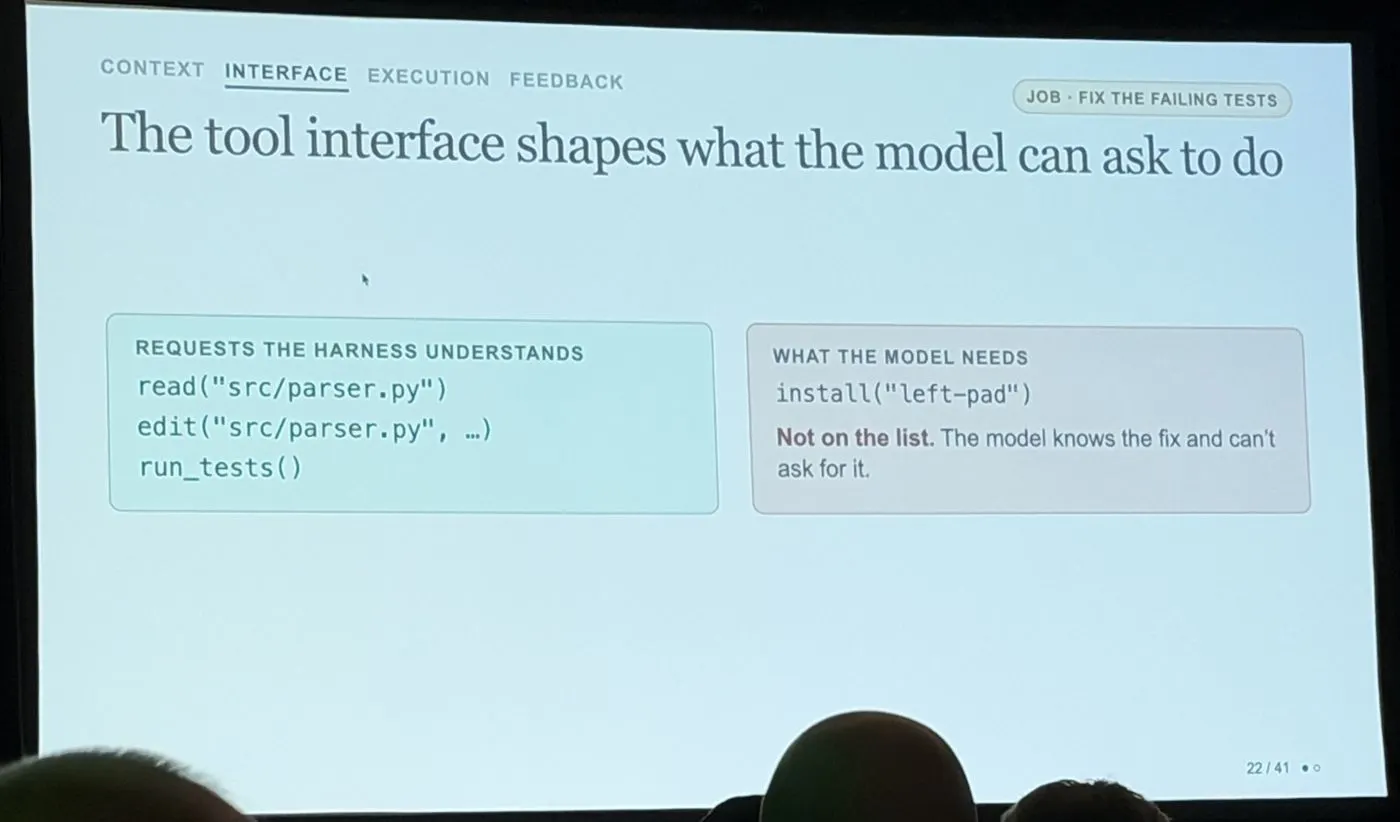 CONTEXT INTERFACE EXECUTION FEEDBACK
JOB · FIX THE FAILING TESTS
The tool interface shapes what the model can ask to do
REQUESTS THE HARNESS UNDERSTANDS
read("src/parser.py")
edit("src/parser.py", …)
run_tests()
WHAT THE MODEL NEEDS
install("left-pad")
Not on the list. The model knows the fix and can't
ask for it.
22 / 41